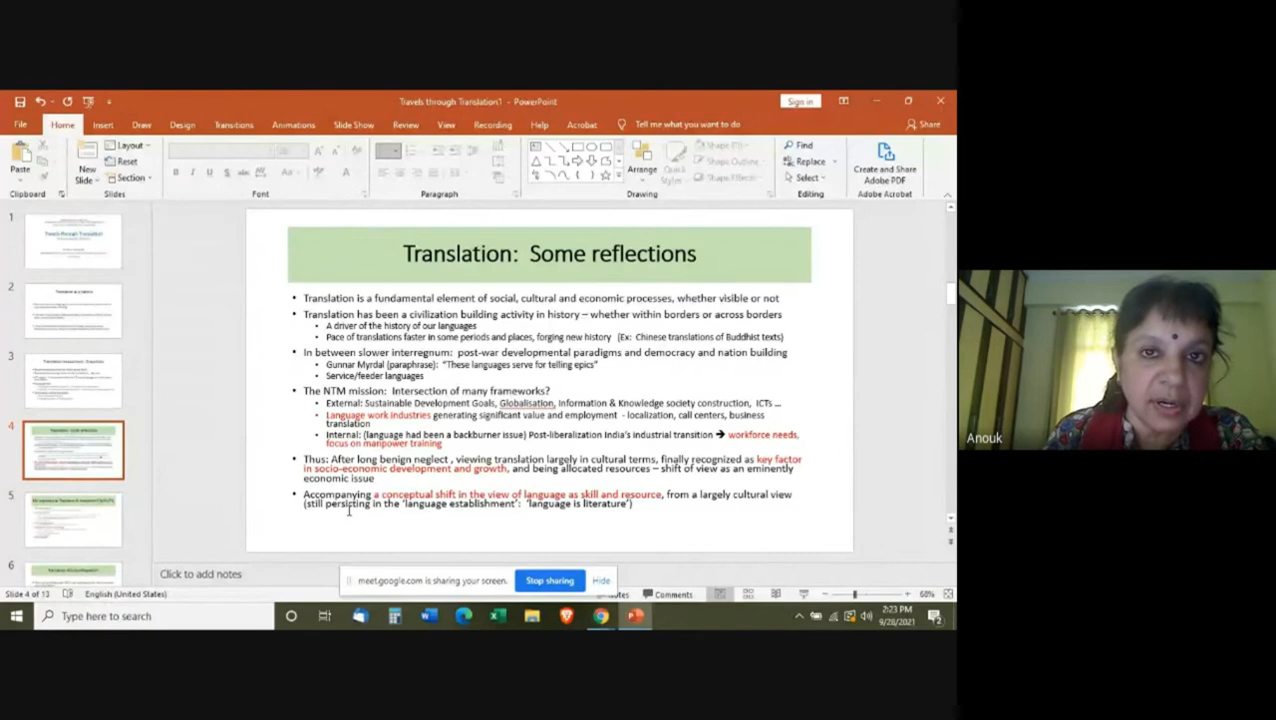 Travels through Translation1 - PowerPoint
Sign in
File Home Insert Draw Design Transitions Animations Slide Show Review View Recording Help Acrobat Tell me what you want to do Share
Paste
New Slide
Layout
Reset
Section
Arrange
Quick Styles
Shape Fill
Shape Outline
Shape Effects
Find
Replace
Select
Create and Share Adobe PDF
Clipboard Slides Font Paragraph Drawing Editing Adobe Acrobat
1
2
3
4
5
6
Translation: Some reflections
• Translation is a fundamental element of social, cultural and economic processes, whether visible or not
• Translation has been a civilization building activity in history – whether within borders or across borders
• A driver of the history of our languages
• Pace of translations faster in some periods and places, forging new history (Ex: Chinese translations of Buddhist texts)
• In between slower interregnum: post-war developmental paradigms and democracy and nation building
• Gunnar Myrdal (paraphrase): “These languages serve for telling epics”
• Service/feeder languages
• The NTM mission: Intersection of many frameworks?
• External: Sustainable Development Goals, Globalisation, Information & Knowledge society construction, ICTs ...
• Language work industries generating significant value and employment - localization, call centers, business
translation
• Internal: (language had been a backburner issue) Post-liberalization India's industrial transition ➔ workforce needs,
focus on manpower training
• Thus: After long benign neglect , viewing translation largely in cultural terms, finally recognized as key factor
in socio-economic development and growth, and being allocated resources – shift of view as an eminently
economic issue
• Accompanying a conceptual shift in the view of language as skill and resource, from a largely cultural view
(still persisting in the ‘language establishment’: ‘language is literature’)
Anouk
Click to add notes
meet.google.com is sharing your screen. Stop sharing Hide
Slide 4 of 13 English (United States) Comments 68%
Type here to search
2:23 PM
9/28/2021